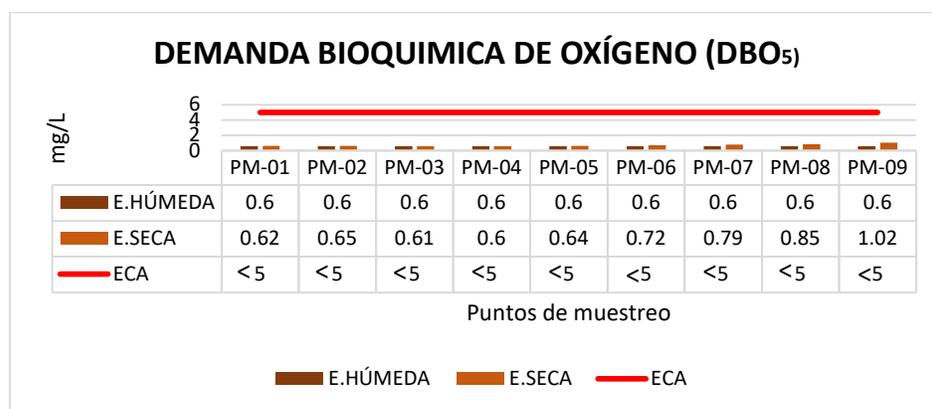 DEMANDA BIOQUIMICA DE OXÍGENO (DBO₅)
mg/L
6
4
2
0
PM-01 PM-02 PM-03 PM-04 PM-05 PM-06 PM-07 PM-08 PM-09
E.HÚMEDA 0.6 0.6 0.6 0.6 0.6 0.6 0.6 0.6 0.6
E.SECA 0.62 0.65 0.61 0.6 0.64 0.72 0.79 0.85 1.02
ECA <5 <5 <5 <5 <5 <5 <5 <5 <5
Puntos de muestreo
E.HÚMEDA E.SECA ECA